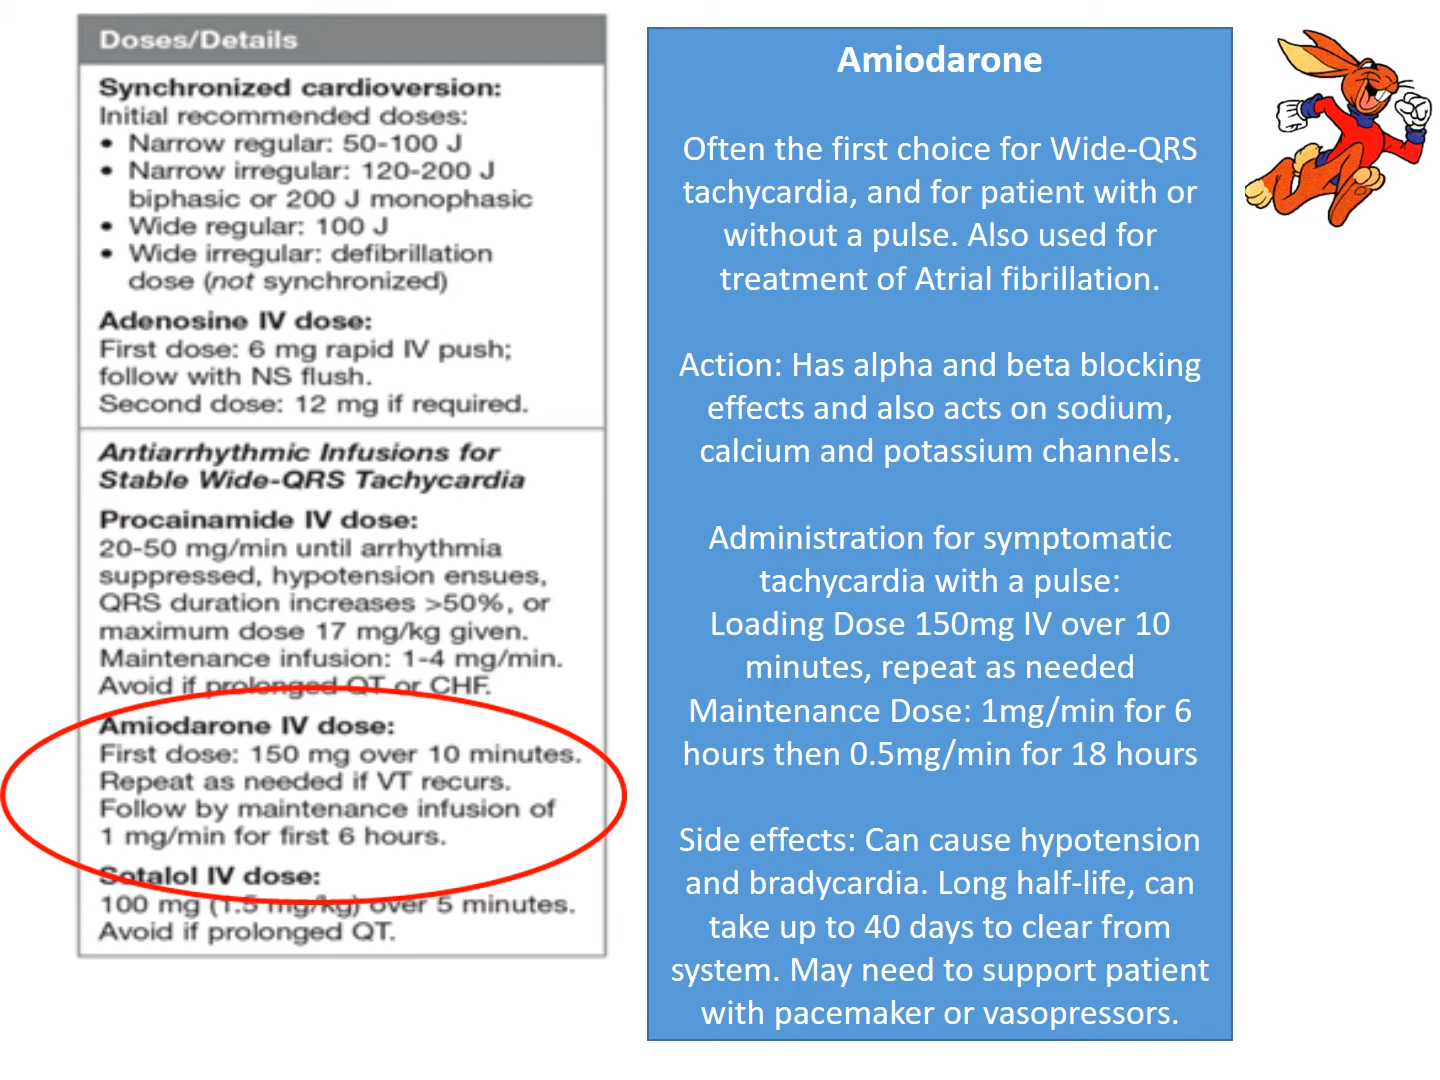 Doses/Details
Synchronized cardioversion:
Initial recommended doses:
• Narrow regular: 50-100 J
• Narrow irregular: 120-200 J
biphasic or 200 J monophasic
• Wide regular: 100 J
• Wide irregular: defibrillation
dose (not synchronized)
Adenosine IV dose:
First dose: 6 mg rapid IV push;
follow with NS flush.
Second dose: 12 mg if required.
Antiarrhythmic Infusions for
Stable Wide-QRS Tachycardia
Procainamide IV dose:
20-50 mg/min until arrhythmia
suppressed, hypotension ensues,
QRS duration increases >50%, or
maximum dose 17 mg/kg given.
Maintenance infusion: 1-4 mg/min.
Avoid if prolonged QT or CHF.
Amiodarone IV dose:
First dose: 150 mg over 10 minutes.
Repeat as needed if VT recurs.
Follow by maintenance infusion of
1 mg/min for first 6 hours.
Sotalol IV dose:
100 mg (1.5 mg/kg) over 5 minutes.
Avoid if prolonged QT.
Amiodarone
Often the first choice for Wide-QRS
tachycardia, and for patient with or
without a pulse. Also used for
treatment of Atrial fibrillation.
Action: Has alpha and beta blocking
effects and also acts on sodium,
calcium and potassium channels.
Administration for symptomatic
tachycardia with a pulse:
Loading Dose 150mg IV over 10
minutes, repeat as needed
Maintenance Dose: 1mg/min for 6
hours then 0.5mg/min for 18 hours
Side effects: Can cause hypotension
and bradycardia. Long half-life, can
take up to 40 days to clear from
system. May need to support patient
with pacemaker or vasopressors.